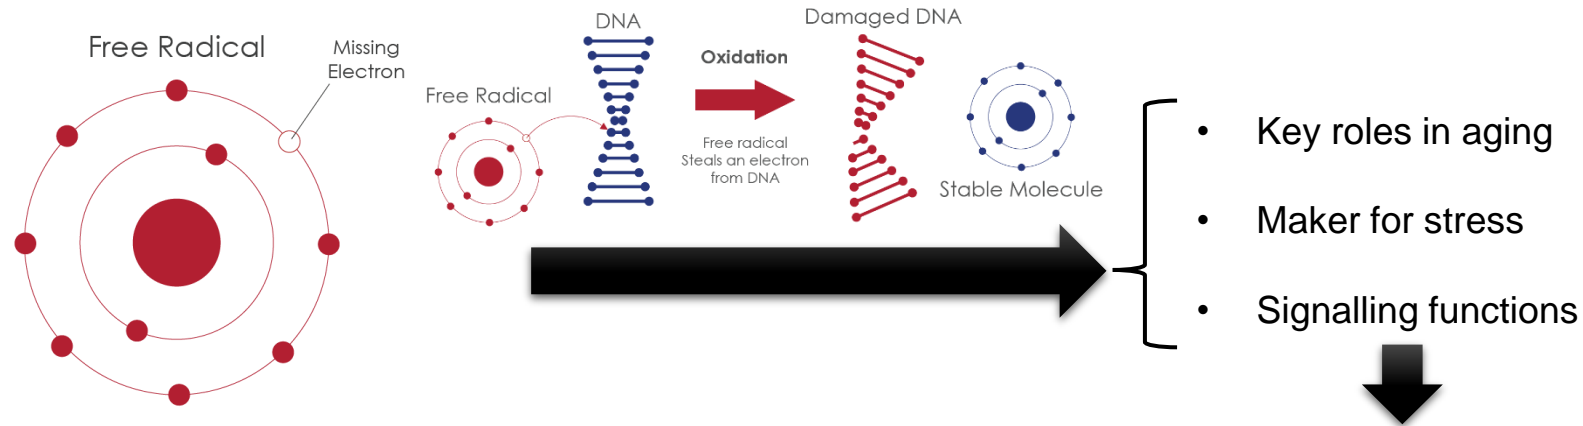 Free Radical
Missing
Electron
Free Radical
DNA
Oxidation
Free radical
Steals an electron
from DNA
Damaged DNA
Stable Molecule
• Key roles in aging
• Maker for stress
• Signalling functions